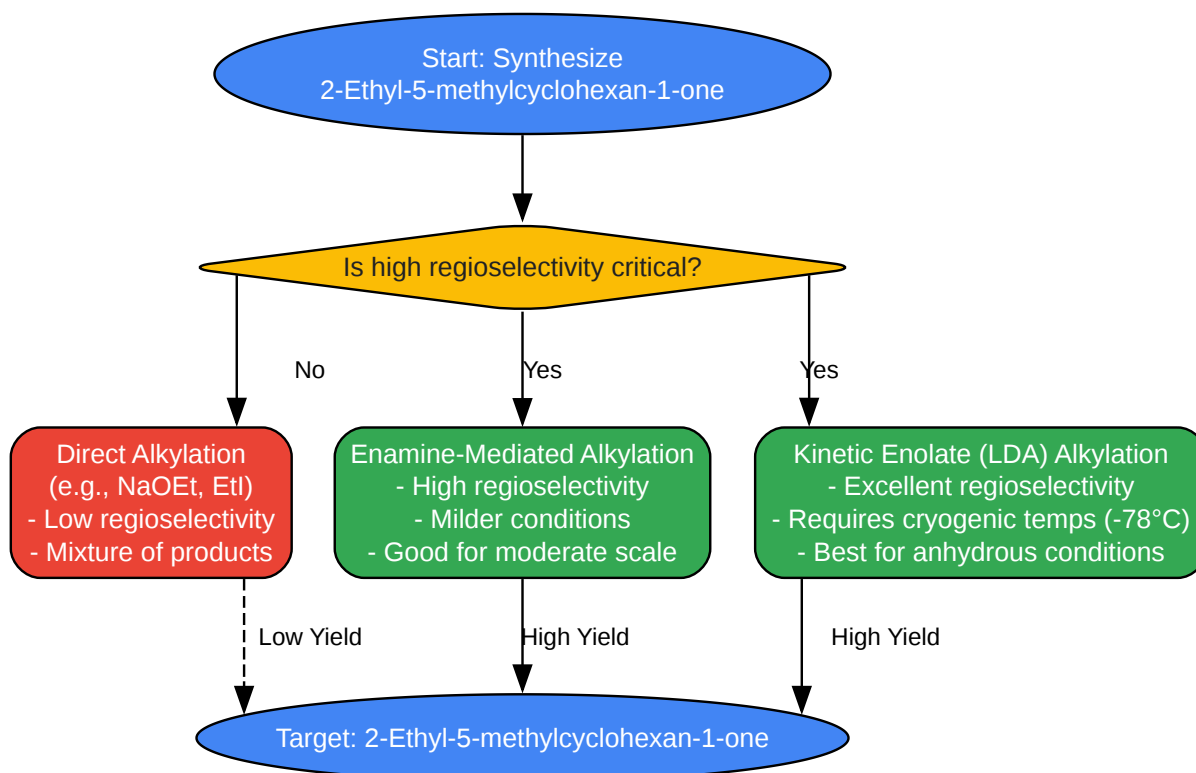 Start: Synthesize
2-Ethyl-5-methylcyclohexan-1-one
Is high regioselectivity critical?
No
Yes
Yes
Direct Alkylation
(e.g., NaOEt, EtI)
- Low regioselectivity
- Mixture of products
Enamine-Mediated Alkylation
- High regioselectivity
- Milder conditions
- Good for moderate scale
Kinetic Enolate (LDA) Alkylation
- Excellent regioselectivity
- Requires cryogenic temps (-78°C)
- Best for anhydrous conditions
Low Yield
High Yield
High Yield
Target: 2-Ethyl-5-methylcyclohexan-1-one